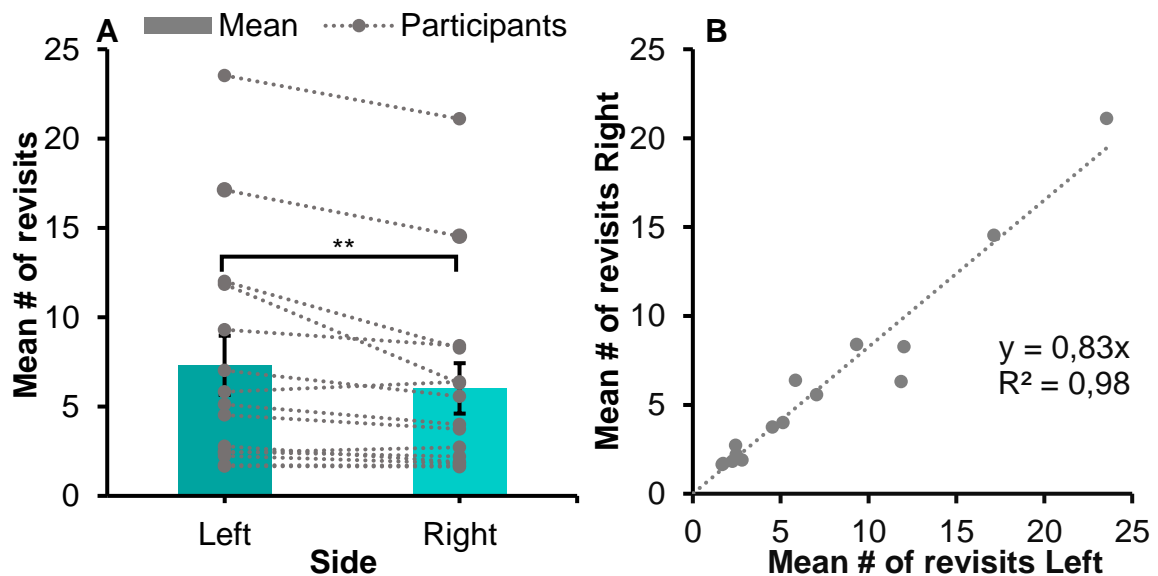 A
Mean
Participants
Mean # of revisits
25
20
15
10
5
0
**
Left
Right
Side
B
Mean # of revisits Right
25
20
15
10
5
0
y = 0,83x
R² = 0,98
0
5
10
15
20
25
Mean # of revisits Left